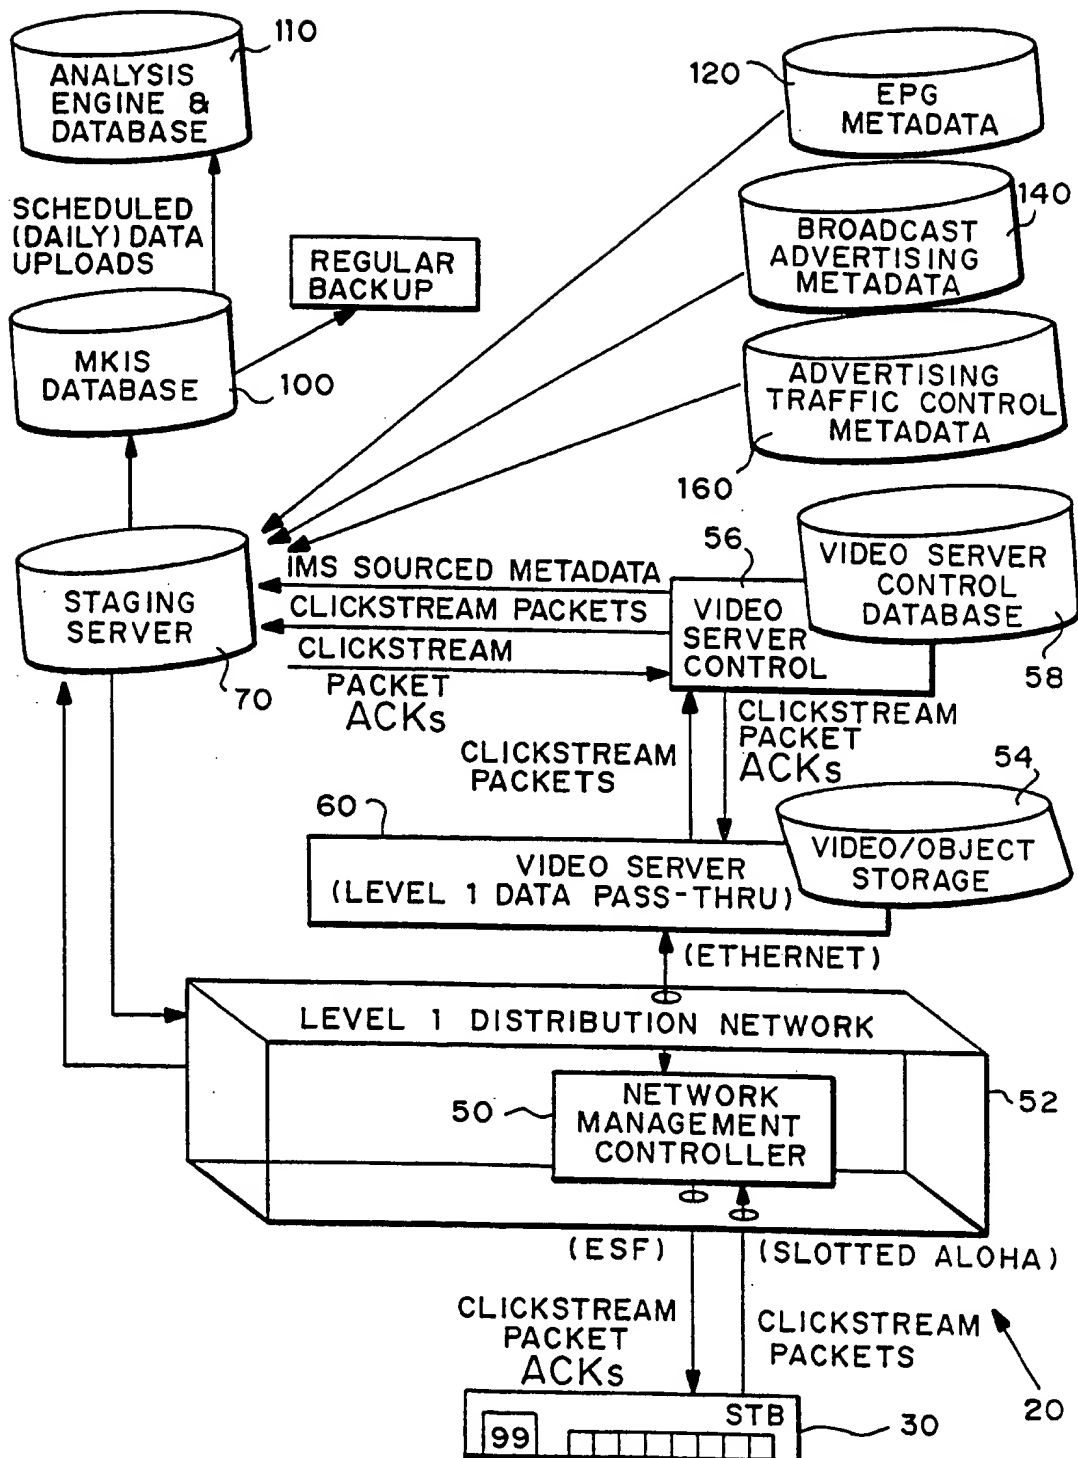 110
ANALYSIS
ENGINE &
DATABASE
120
EPG
METADATA
SCHEDULED
(DAILY) DATA
UPLOADS
140
BROADCAST
ADVERTISING
METADATA
REGULAR
BACKUP
MKIS
DATABASE
100
ADVERTISING
TRAFFIC CONTROL
METADATA
160
56
VIDEO SERVER
CONTROL
DATABASE
58
IMS SOURCED METADATA
CLICKSTREAM PACKETS
CLICKSTREAM
PACKET
ACKs
STAGING
SERVER
70
VIDEO
SERVER
CONTROL
CLICKSTREAM
PACKETS
CLICKSTREAM
PACKET
ACKs
54
60
VIDEO SERVER
(LEVEL 1 DATA PASS-THRU)
VIDEO/OBJECT
STORAGE
(ETHERNET)
LEVEL 1 DISTRIBUTION NETWORK
50
NETWORK
MANAGEMENT
CONTROLLER
52
(ESF)
(SLOTTED ALOHA)
CLICKSTREAM
PACKET
ACKs
CLICKSTREAM
PACKETS
20
STB
99
30